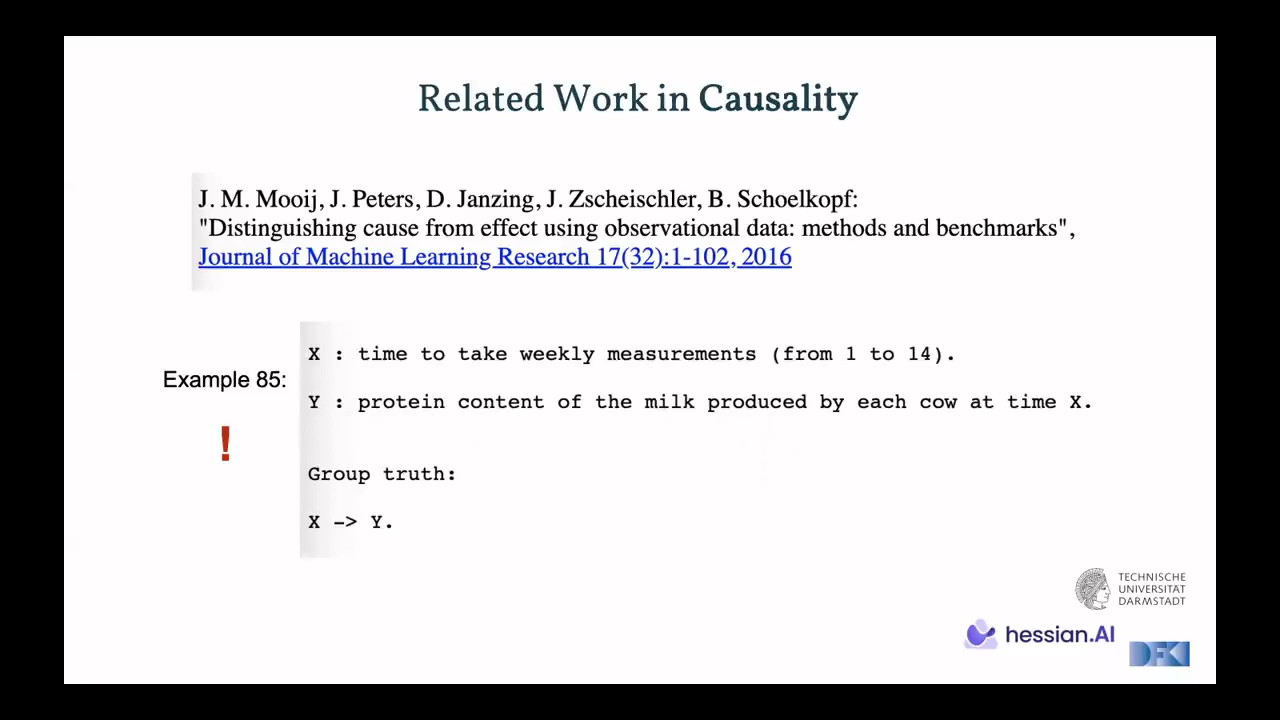 Related Work in Causality
J. M. Mooij, J. Peters, D. Janzing, J. Zscheischler, B. Schoelkopf:
"Distinguishing cause from effect using observational data: methods and benchmarks",
Journal of Machine Learning Research 17(32):1-102, 2016
Example 85:
!
X : time to take weekly measurements (from 1 to 14).
Y : protein content of the milk produced by each cow at time X.
Group truth:
X -> Y.
TECHNISCHE
UNIVERSITÄT
DARMSTADT
hessian.AI
DFKI